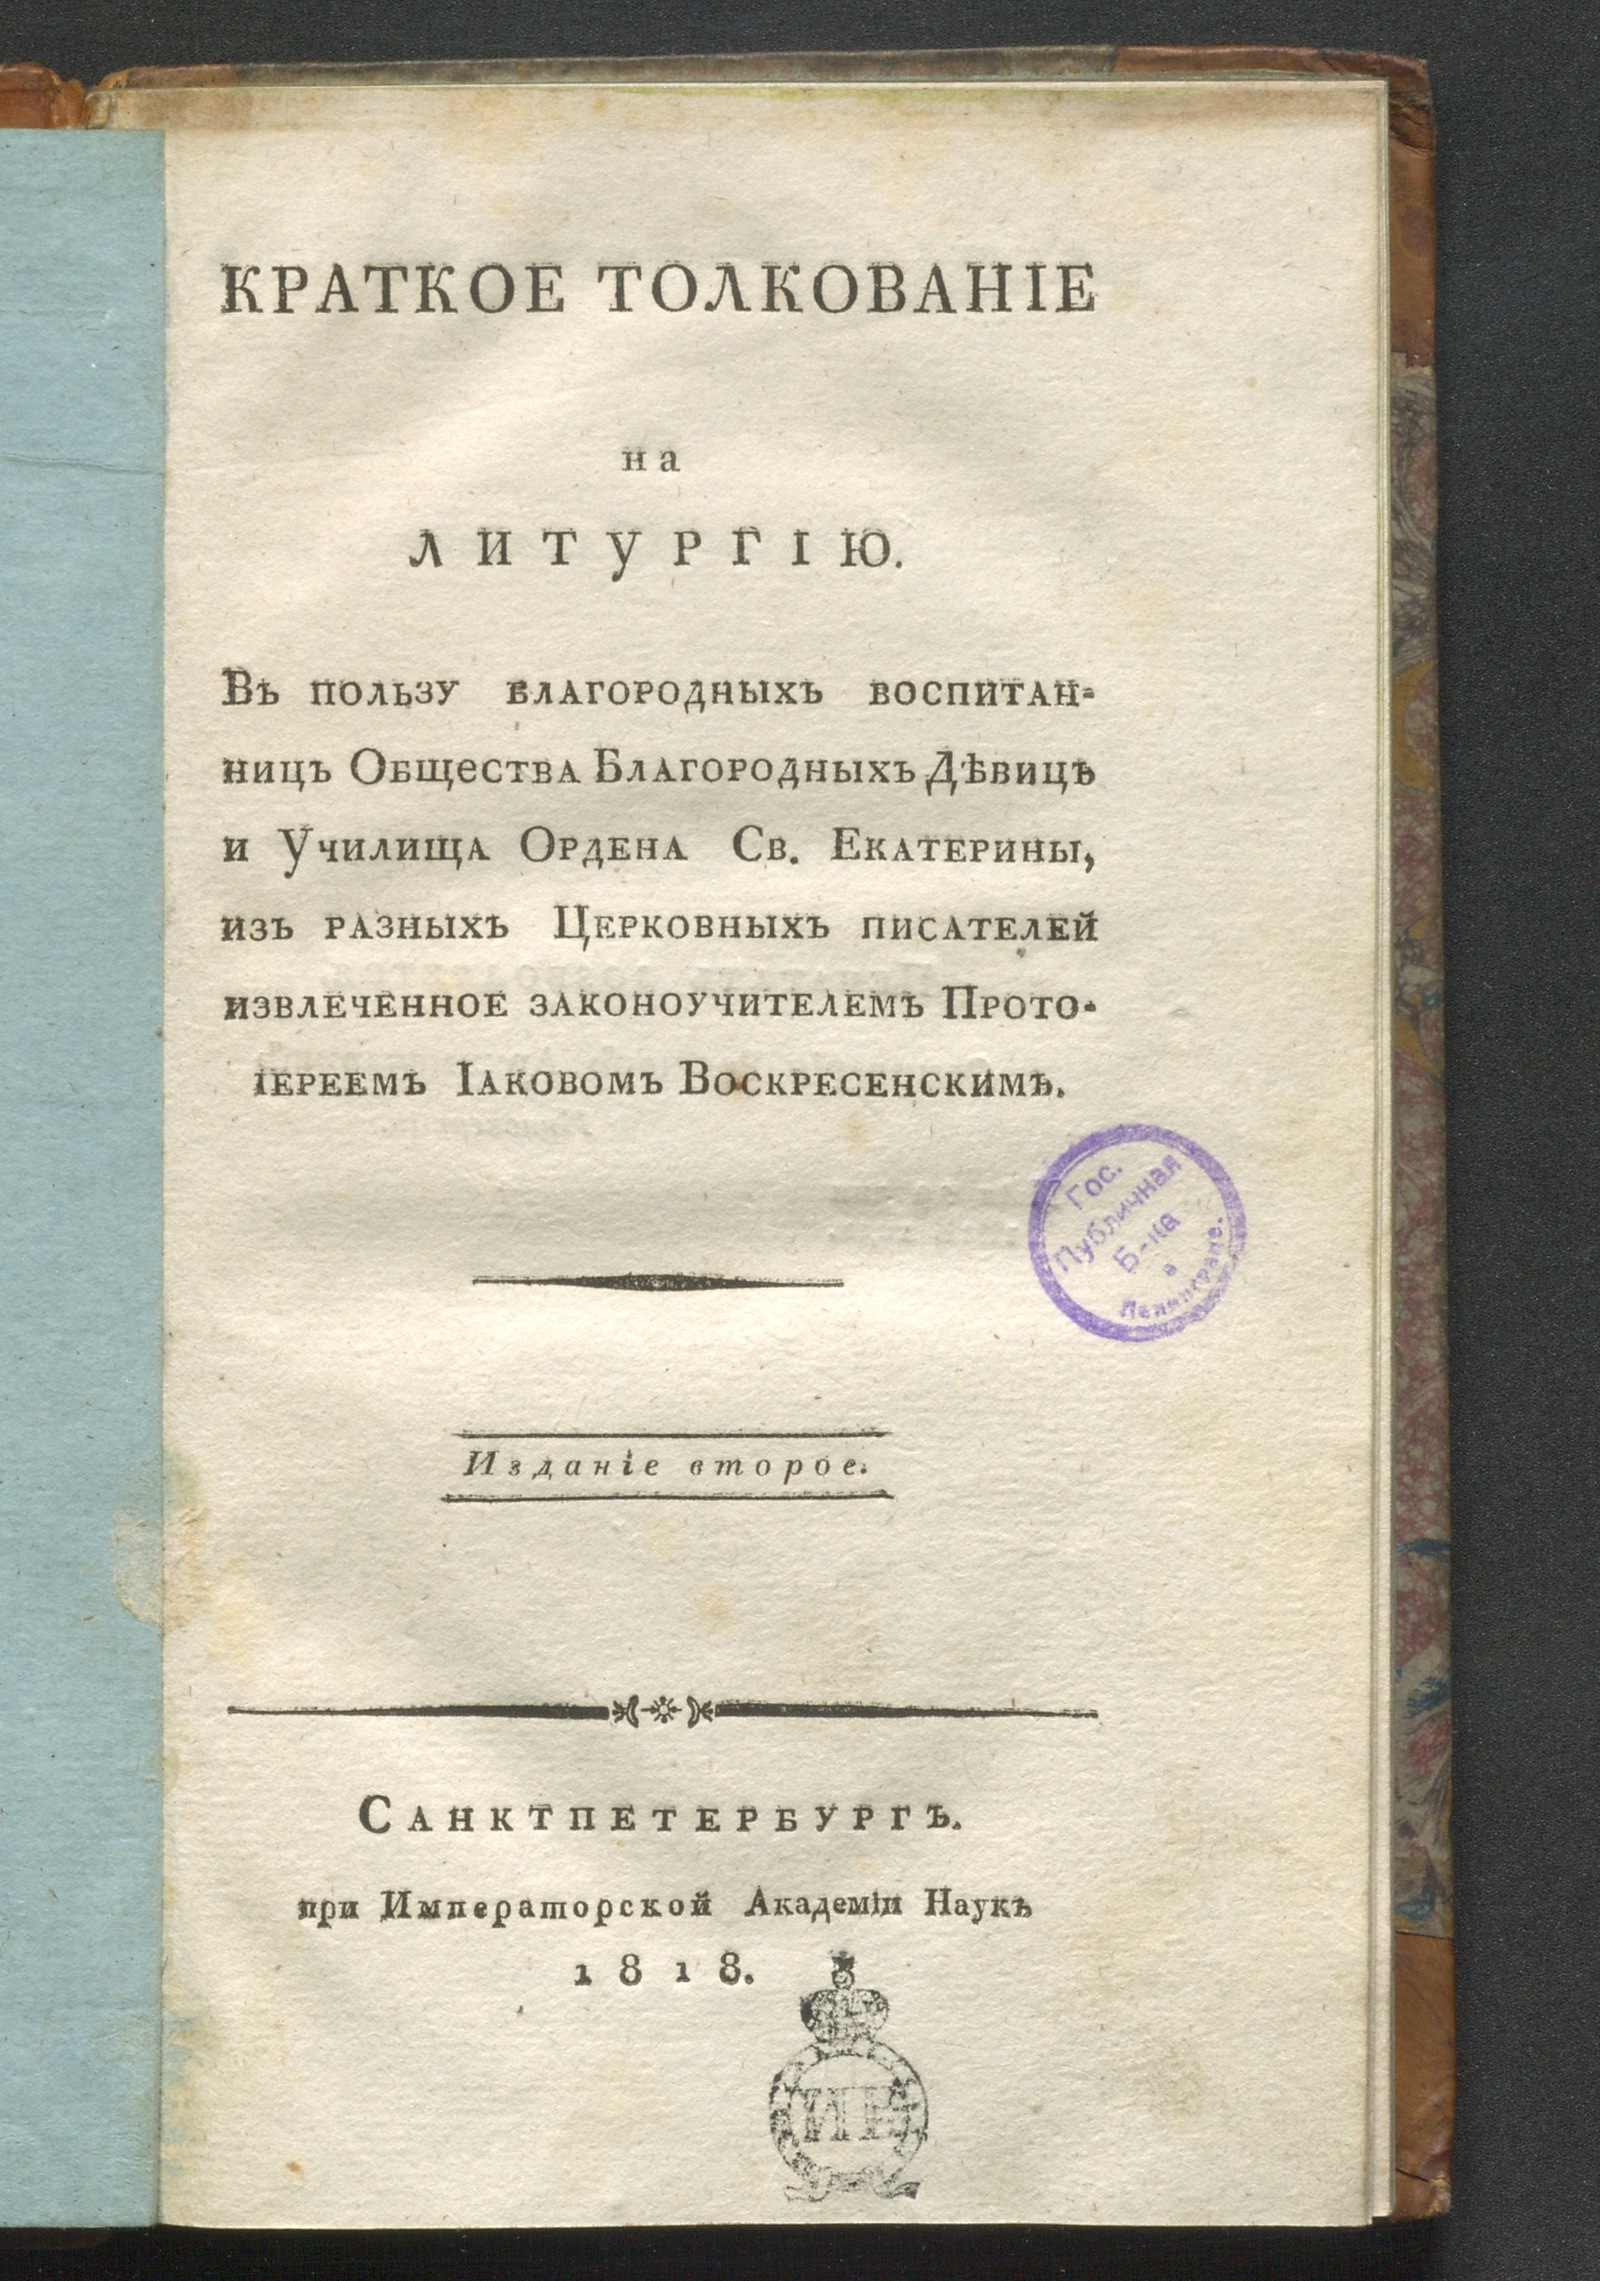 КРАТКОЕ ТОЛКОВАНІЕ
на
ЛИТУРГІЮ.
Въ пользу благородныхъ воспитан-
ницъ Общества Благородныхъ Дѣвицъ
и Училища Ордена Св. Екатерины,
изъ разныхъ Церковныхъ писателей
извлеченное законоучителемъ Прото-
іереемъ Іаковомъ Воскресенскимъ.
Гос.
Публичная
Б-ка
в
Ленинграде.
Изданіе второе.
Санктпетербургъ.
при Императорской Академіи Наукъ
1818.